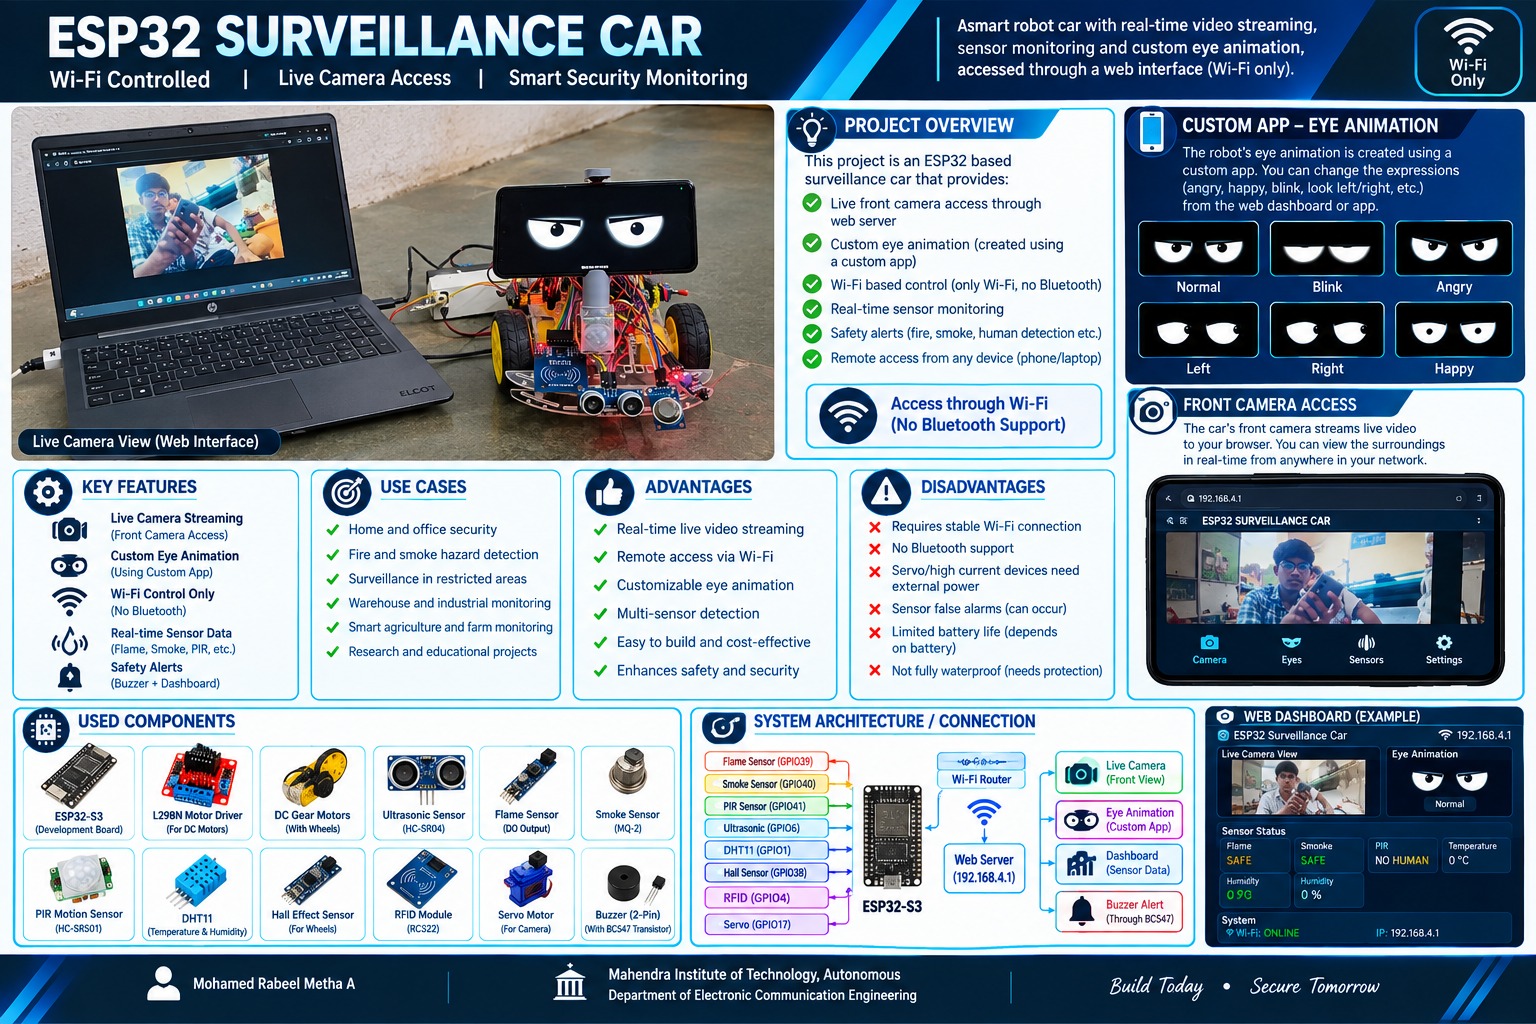 ESP32 SURVEILLANCE CAR
Wi-Fi Controlled | Live Camera Access | Smart Security Monitoring
Asmart robot car with real-time video streaming,
sensor monitoring and custom eye animation,
accessed through a web interface (Wi-Fi only).
Wi-Fi
Only
hp
ELCOT
Live Camera View (Web Interface)
PROJECT OVERVIEW
This project is an ESP32 based
surveillance car that provides:
Live front camera access through
web server
Custom eye animation (created using
a custom app)
Wi-Fi based control (only Wi-Fi, no Bluetooth)
Real-time sensor monitoring
Safety alerts (fire, smoke, human detection etc.)
Remote access from any device (phone/laptop)
Access through Wi-Fi
(No Bluetooth Support)
CUSTOM APP – EYE ANIMATION
The robot's eye animation is created using a
custom app. You can change the expressions
(angry, happy, blink, look left/right, etc.)
from the web dashboard or app.
Normal
Blink
Angry
Left
Right
Happy
FRONT CAMERA ACCESS
The car's front camera streams live video
to your browser. You can view the surroundings
in real-time from anywhere in your network.
192.168.4.1
ESP32 SURVEILLANCE CAR
Camera
Eyes
Sensors
Settings
KEY FEATURES
Live Camera Streaming
(Front Camera Access)
Custom Eye Animation
(Using Custom App)
Wi-Fi Control Only
(No Bluetooth)
Real-time Sensor Data
(Flame, Smoke, PIR, etc.)
Safety Alerts
(Buzzer + Dashboard)
USE CASES
Home and office security
Fire and smoke hazard detection
Surveillance in restricted areas
Warehouse and industrial monitoring
Smart agriculture and farm monitoring
Research and educational projects
ADVANTAGES
Real-time live video streaming
Remote access via Wi-Fi
Customizable eye animation
Multi-sensor detection
Easy to build and cost-effective
Enhances safety and security
DISADVANTAGES
Requires stable Wi-Fi connection
No Bluetooth support
Servo/high current devices need
external power
Sensor false alarms (can occur)
Limited battery life (depends
on battery)
Not fully waterproof (needs protection)
USED COMPONENTS
ESP32-S3
(Development Board)
L29BN Motor Driver
(For DC Motors)
DC Gear Motors
(With Wheels)
Ultrasonic Sensor
(HC-SR04)
Flame Sensor
(DO Output)
Smoke Sensor
(MQ-2)
PIR Motion Sensor
(HC-SRS01)
DHT11
(Temperature & Humidity)
Hall Effect Sensor
(For Wheels)
RFID Module
(RCS22)
Servo Motor
(For Camera)
Buzzer (2-Pin)
(With BCS47 Transistor)
SYSTEM ARCHITECTURE / CONNECTION
Flame Sensor (GPIO39)
Smoke Sensor (GPIO40)
PIR Sensor (GPIO41)
Ultrasonic (GPIO6)
DHT11 (GPIO1)
Hall Sensor (GPIO38)
RFID (GPIO4)
Servo (GPIO17)
ESP32-S3
Wi-Fi Router
Web Server
(192.168.4.1)
Live Camera
(Front View)
Eye Animation
(Custom App)
Dashboard
(Sensor Data)
Buzzer Alert
(Through BCS47)
WEB DASHBOARD (EXAMPLE)
ESP32 Surveillance Car
192.168.4.1
Live Camera View
Eye Animation
Normal
Sensor Status
Flame
SAFE
Smoke
SAFE
PIR
NO HUMAN
Temperature
0 °C
Humidity
Humidity
0 %
System
Wi-Fi: ONLINE
IP: 192.168.4.1
Mohamed Rabeel Metha A
Mahendra Institute of Technology, Autonomous
Department of Electronic Communication Engineering
Build Today • Secure Tomorrow